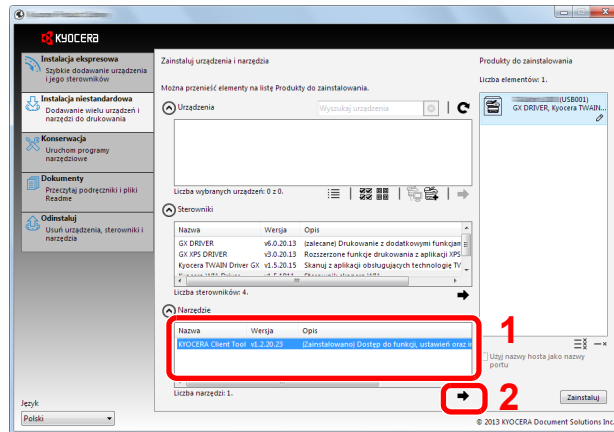 KYOCERA
Instalacja ekspresowa
Szybkie dodawanie urządzenia
i jego sterowników
Instalacja niestandardowa
Dodawanie wielu urządzeń i
narzędzi do drukowania
Konserwacja
Uruchom programy
narzędziowe
Dokumenty
Przeczytaj podręczniki i pliki
Readme
Odinstaluj
Usuń urządzenia, sterowniki i
narzędzia
Język
Polski
Zainstaluj urządzenia i narzędzia
Można przenieść elementy na listę Produkty do zainstalowania.
Urządzenia
Wyszukaj urządzenia
Liczba wybranych urządzeń: 0 z 0.
Sterowniki
Nazwa Wersja Opis
GX DRIVER v6.0.20.13 (zalecane) Drukowanie z dodatkowymi funkcjam
GX XPS DRIVER v3.0.20.13 Rozszerzone funkcje drukowania z aplikacji XPS
Kyocera TWAIN Driver GX v1.5.20.15 Skanuj z aplikacji obsługujących technologię TV
Liczba sterowników: 4.
Narzędzie
Nazwa Wersja Opis
KYOCERA Client Tool v1.2.20.23 (Zainstalowano) Dostęp do funkcji, ustawień oraz in
Liczba narzędzi: 1.
1
2
Produkty do zainstalowania
Liczba elementów: 1.
(USB001)
GX DRIVER, Kyocera TWAIN...
Użyj nazwy hosta jako nazwy
portu
Zainstaluj
© 2013 KYOCERA Document Solutions Inc.